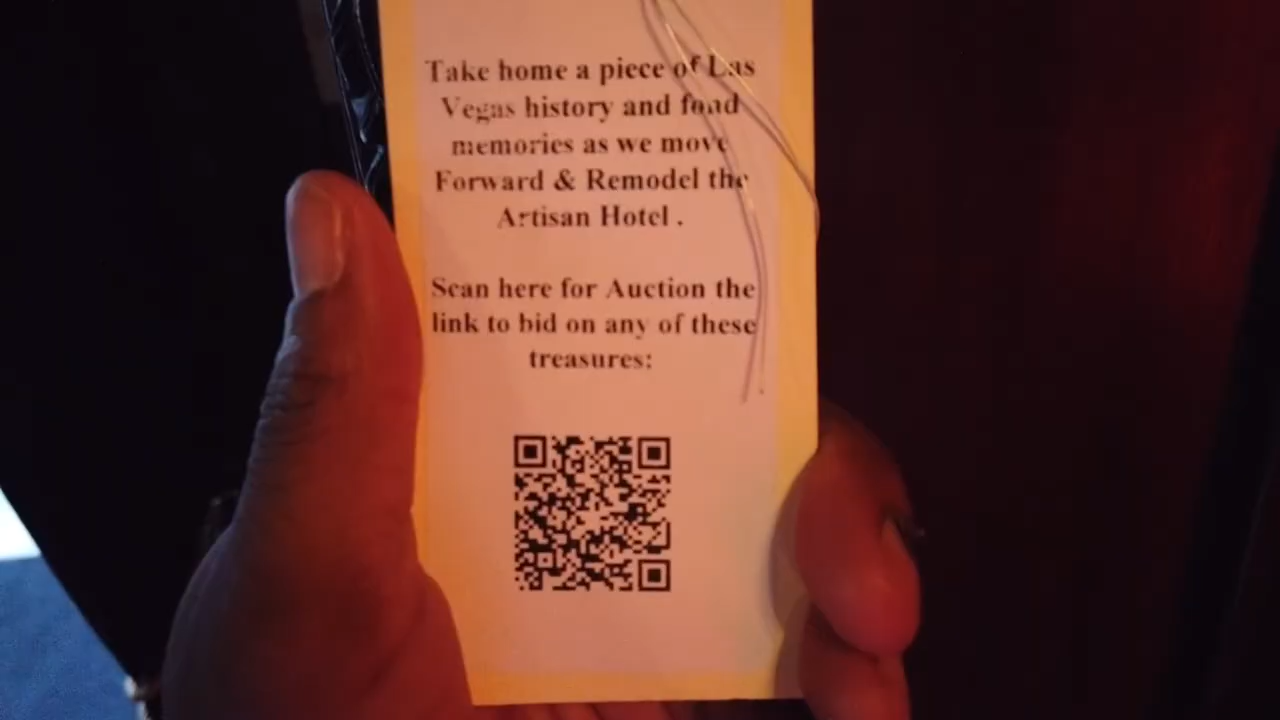 Take home a piece of Las
Vegas history and fond
memories as we move
Forward & Remodel the
Artisan Hotel .
Scan here for Auction the
link to bid on any of these
treasures: